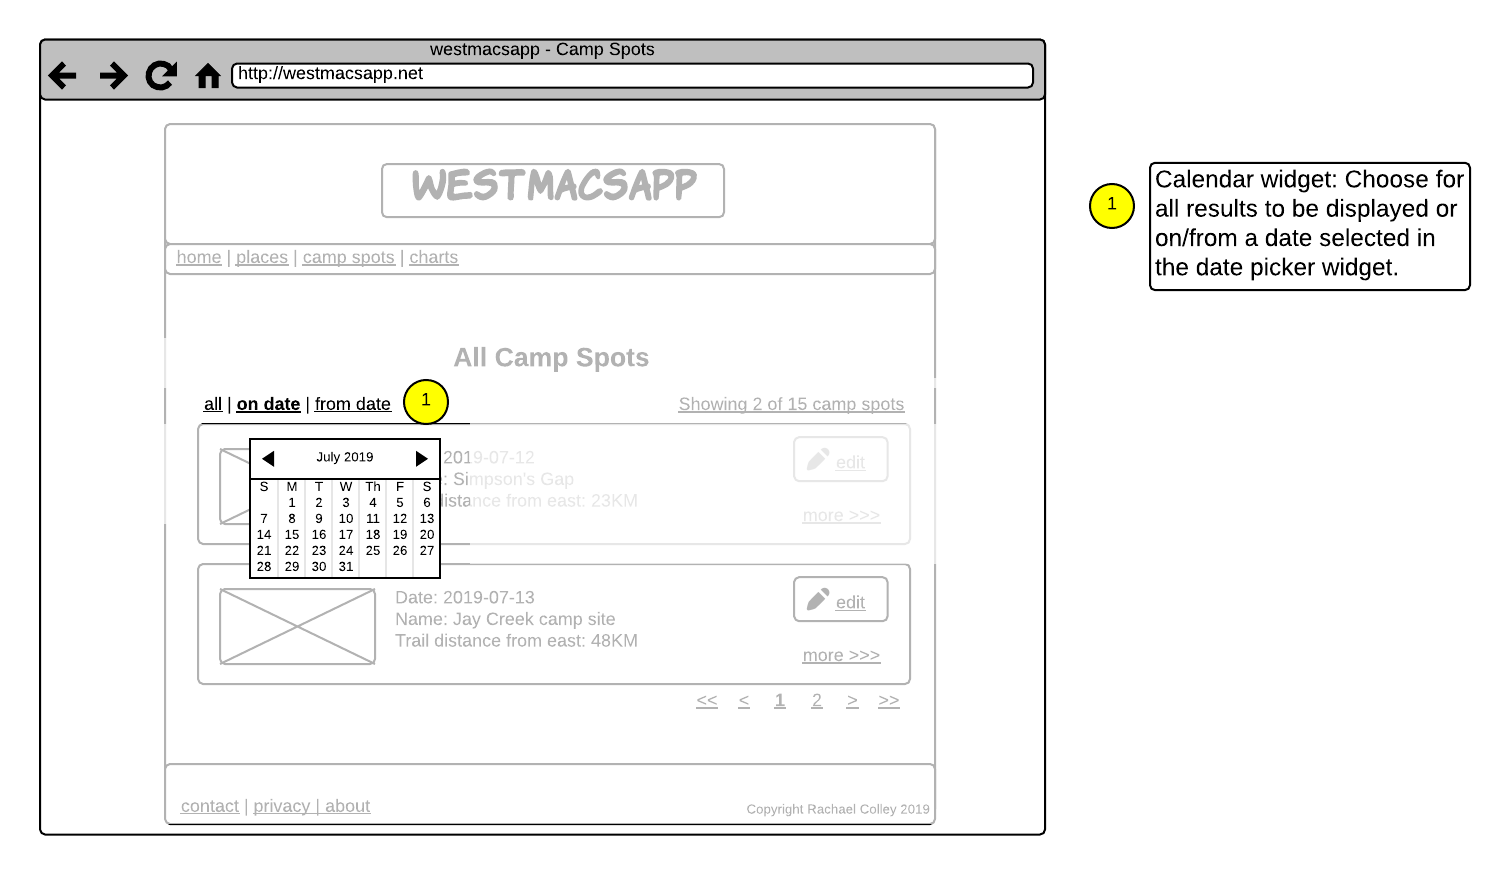 westmacsapp - Camp Spots
http://westmacsapp.net
WESTMACSAPP
home | places | camp spots | charts
All Camp Spots
all | on date | from date
1
Showing 2 of 15 camp spots
July 2019
S M T W Th F S
1 2 3 4 5 6
7 8 9 10 11 12 13
14 15 16 17 18 19 20
21 22 23 24 25 26 27
28 29 30 31
2019-07-12
: Simpson's Gap
distance from east: 23KM
edit
more >>>
Date: 2019-07-13
Name: Jay Creek camp site
Trail distance from east: 48KM
edit
more >>>
<< < 1 2 > >>
contact | privacy | about
Copyright Rachael Colley 2019
1
Calendar widget: Choose for
all results to be displayed or
on/from a date selected in
the date picker widget.